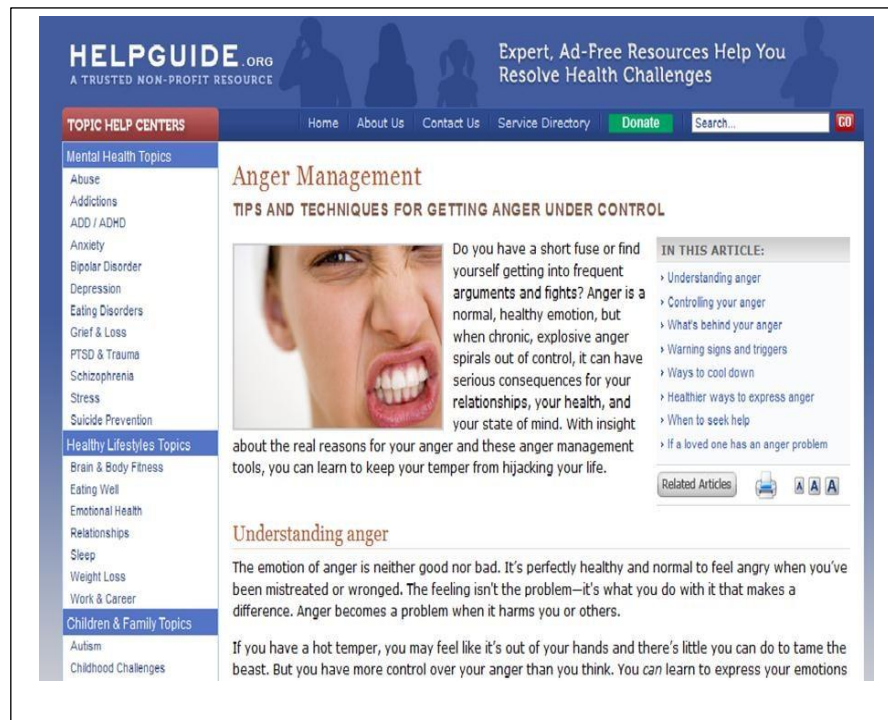 HELPGUIDE.ORG
A TRUSTED NON-PROFIT RESOURCE
Expert, Ad-Free Resources Help You
Resolve Health Challenges
TOPIC HELP CENTERS
Home
About Us
Contact Us
Service Directory
Donate
Search...
GO
Mental Health Topics
Abuse
Addictions
ADD / ADHD
Anxiety
Bipolar Disorder
Depression
Eating Disorders
Grief & Loss
PTSD & Trauma
Schizophrenia
Stress
Suicide Prevention
Healthy Lifestyles Topics
Brain & Body Fitness
Eating Well
Emotional Health
Relationships
Sleep
Weight Loss
Work & Career
Children & Family Topics
Autism
Childhood Challenges
Anger Management
TIPS AND TECHNIQUES FOR GETTING ANGER UNDER CONTROL
Do you have a short fuse or find
yourself getting into frequent
arguments and fights? Anger is a
normal, healthy emotion, but
when chronic, explosive anger
spirals out of control, it can have
serious consequences for your
relationships, your health, and
your state of mind. With insight
about the real reasons for your anger and these anger management
tools, you can learn to keep your temper from hijacking your life.
IN THIS ARTICLE:
› Understanding anger
› Controlling your anger
› What's behind your anger
› Warning signs and triggers
› Ways to cool down
› Healthier ways to express anger
› When to seek help
› If a loved one has an anger problem
Related Articles
A A A
Understanding anger
The emotion of anger is neither good nor bad. It's perfectly healthy and normal to feel angry when you've
been mistreated or wronged. The feeling isn't the problem—it's what you do with it that makes a
difference. Anger becomes a problem when it harms you or others.
If you have a hot temper, you may feel like it's out of your hands and there's little you can do to tame the
beast. But you have more control over your anger than you think. You can learn to express your emotions